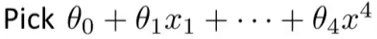 Pick θ₀ + θ₁x₁ + ⋯ + θ₄x⁴